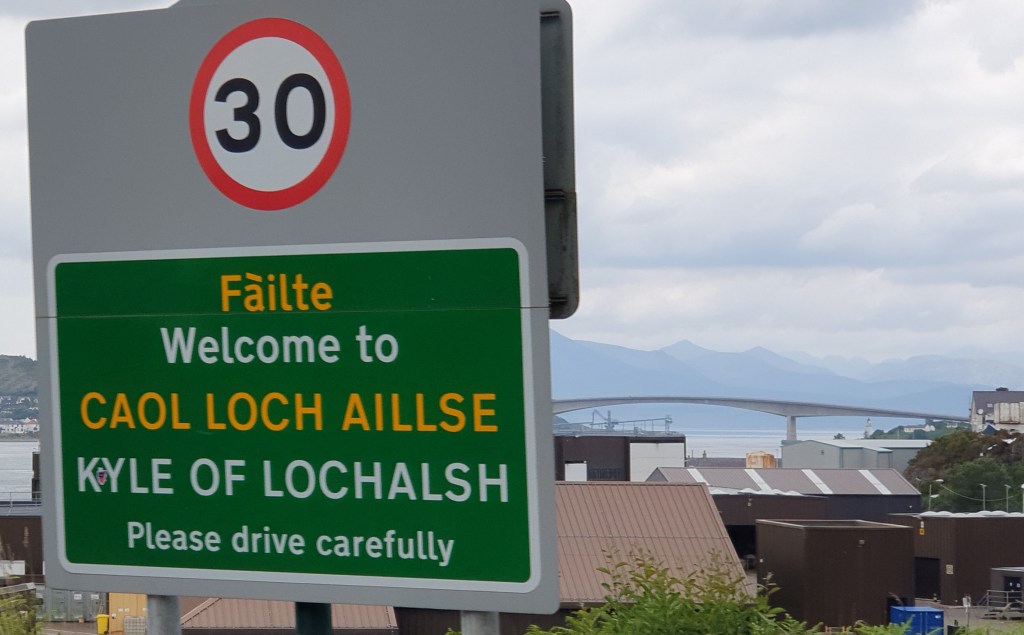 30
Fàilte
Welcome to
CAOL LOCH AILLSE
KYLE OF LOCHALSH
Please drive carefully